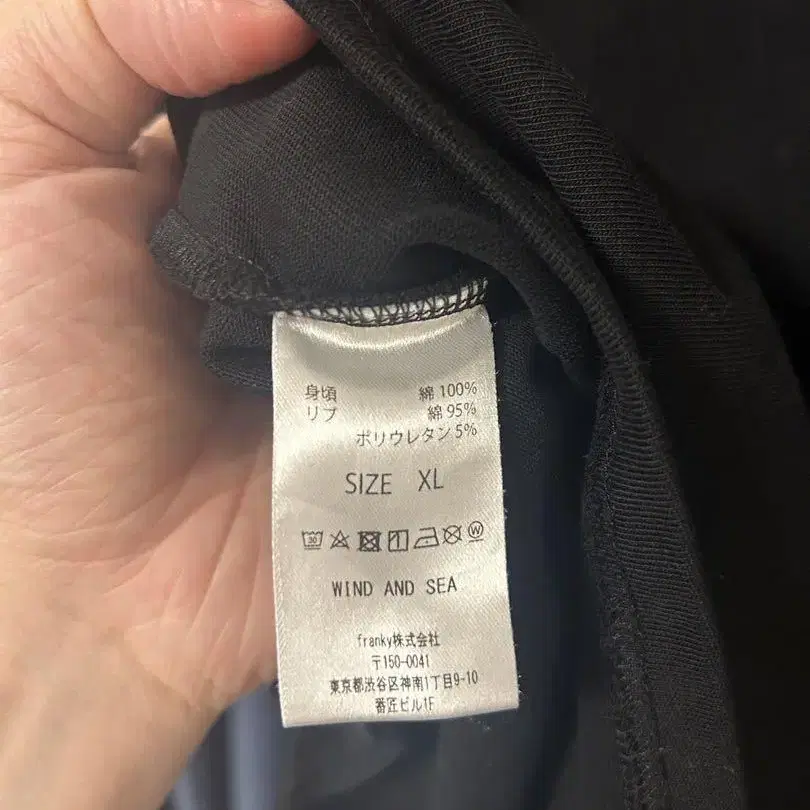 身頃 綿 100%
リブ 綿 95%
ポリウレタン 5%
SIZE XL
30 W
WIND AND SEA
franky株式会社
〒150-0041
東京都渋谷区神南1丁目9-10
番匠ビル1F